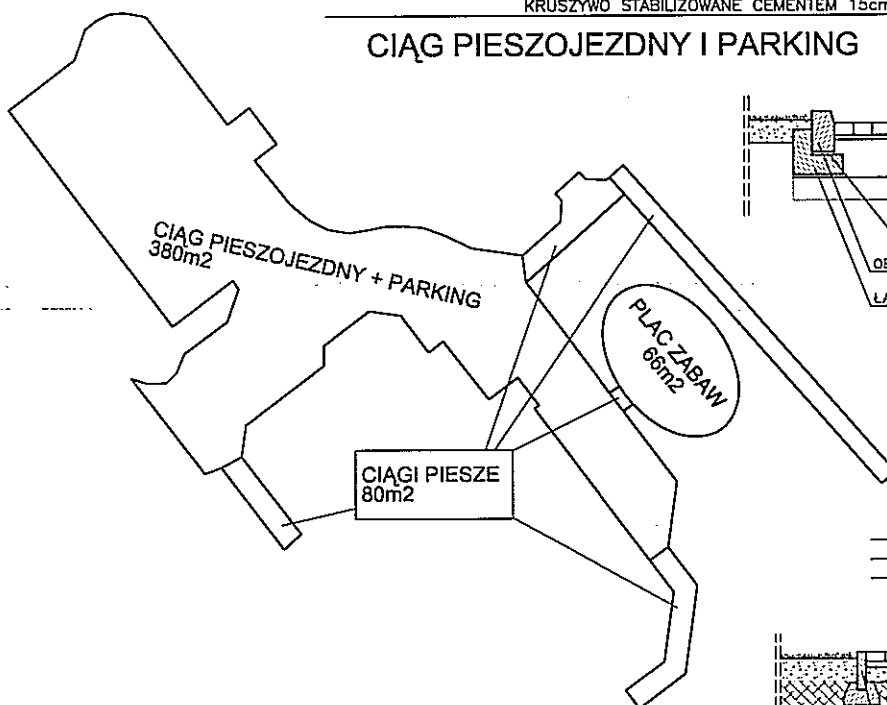 KRUSZYWO STABILIZOWANE CEMENTEM 15cm
CIĄG PIESZOJEZDNY I PARKING
CIĄG PIESZOJEZDNY + PARKING
380m2
PLAC ZABAW
66m2
CIĄGI PIESZE
80m2